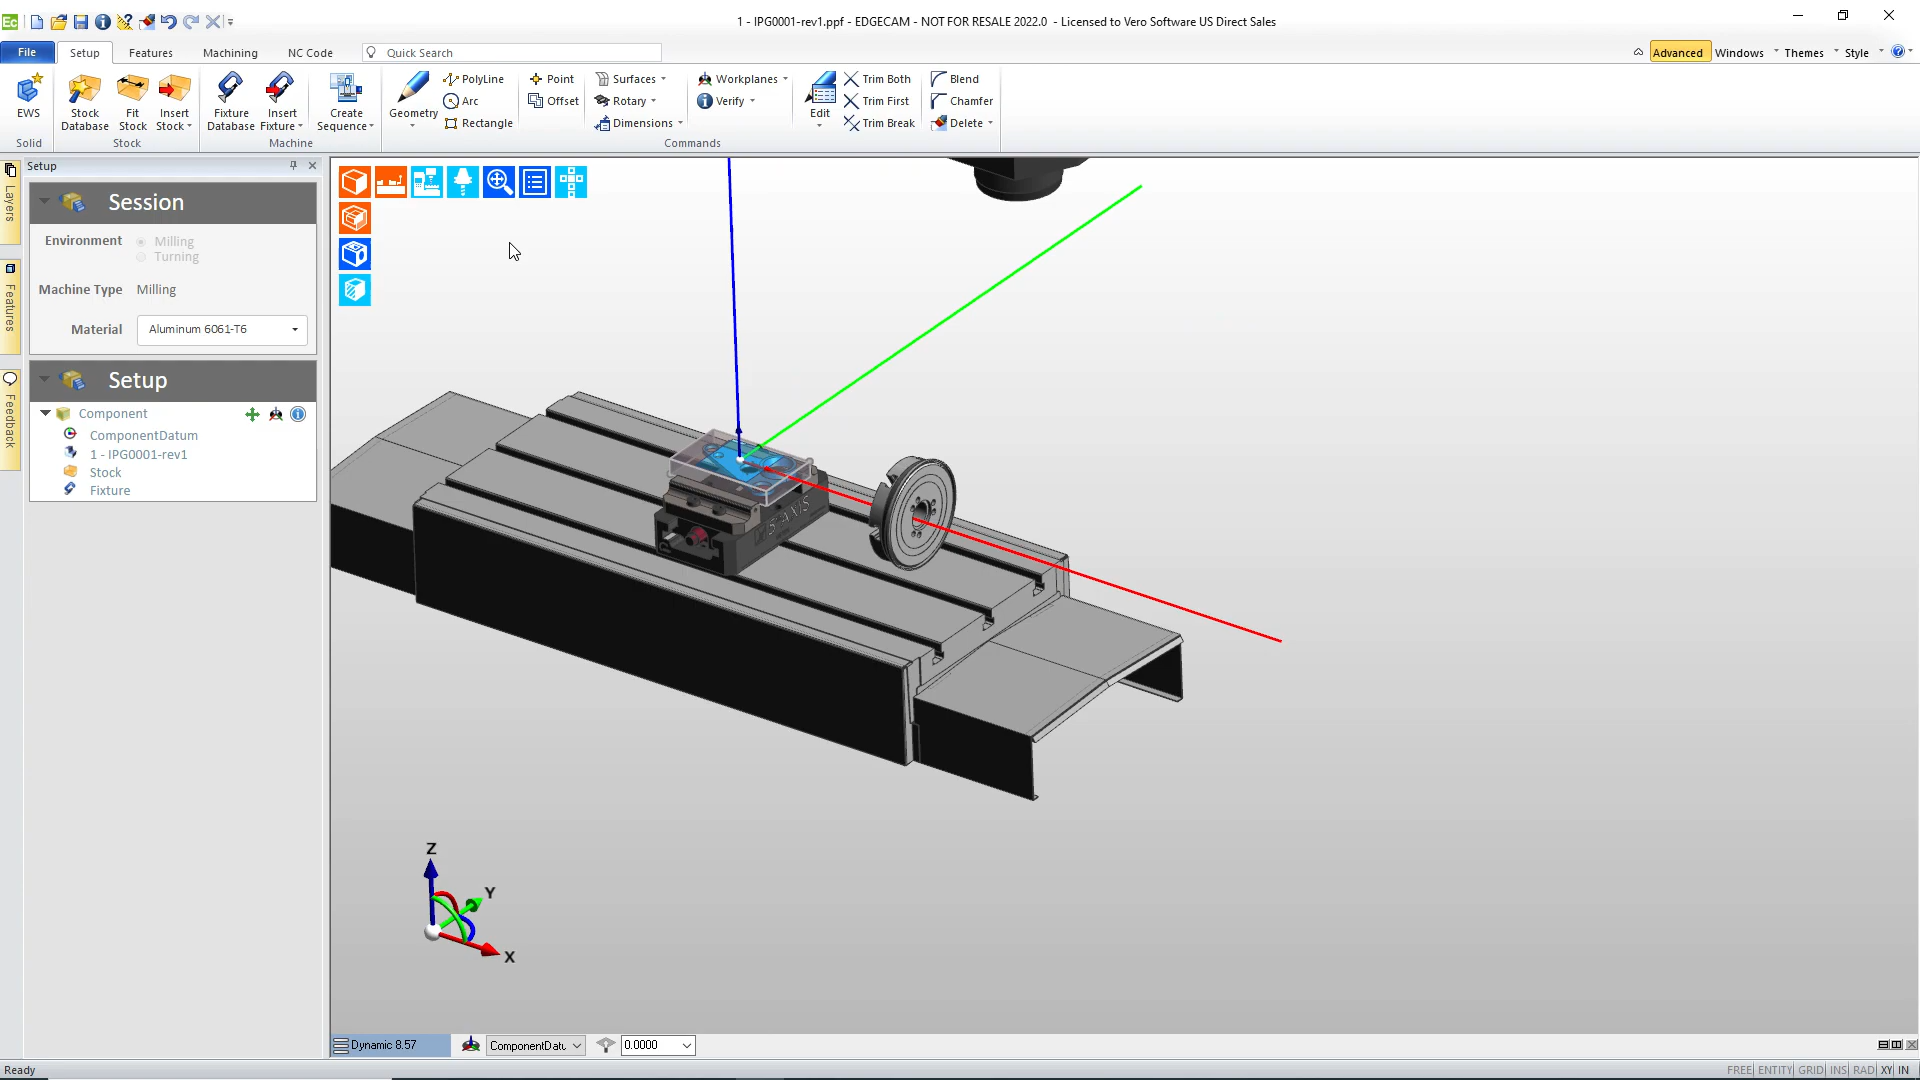 Ec
1 - IPG0001-rev1.ppf - EDGECAM - NOT FOR RESALE 2022.0 - Licensed to Vero Software US Direct Sales
File Setup Features Machining NC Code Quick Search Advanced Windows Themes Style
EWS
Solid
Stock Database
Fit Stock
Insert Stock
Stock
Fixture Database
Insert Fixture
Create Sequence
Machine
Geometry
PolyLine
Arc
Rectangle
Point
Offset
Surfaces
Rotary
Dimensions
Workplanes
Verify
Edit
Trim Both
Trim First
Trim Break
Blend
Chamfer
Delete
Commands
Layers
Features
Feedback
Setup
Session
Environment Milling
Turning
Machine Type Milling
Material Aluminum 6061-T6
Setup
Component
ComponentDatum
1 - IPG0001-rev1
Stock
Fixture
5-AXIS
Z
Y
X
Dynamic 8.57 ComponentDatu 0.0000
Ready FREE ENTITY GRID INS RAD XY IN